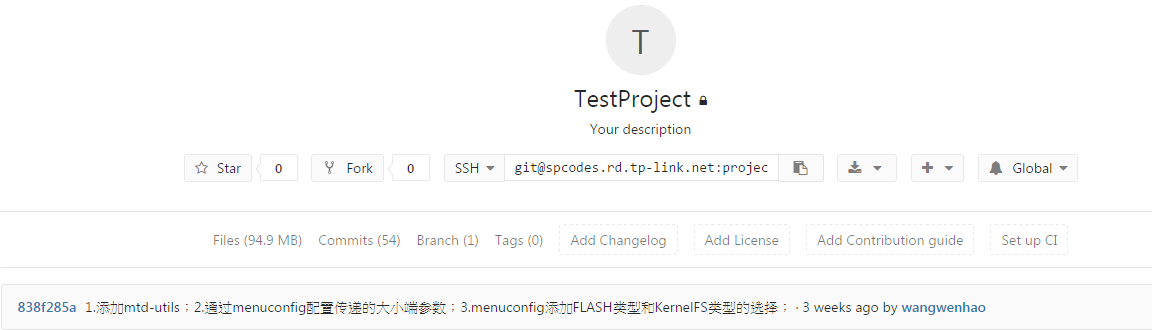 T
TestProject
Your description
Star 0 Fork 0 SSH git@spcodes.rd.tp-link.net:projec Global
Files (94.9 MB) Commits (54) Branch (1) Tags (0) Add Changelog Add License Add Contribution guide Set up CI
838f285a 1.添加mtd-utils；2.通过menuconfig配置传递的大小端参数；3.menuconfig添加FLASH类型和KernelFS类型的选择； · 3 weeks ago by wangwenhao